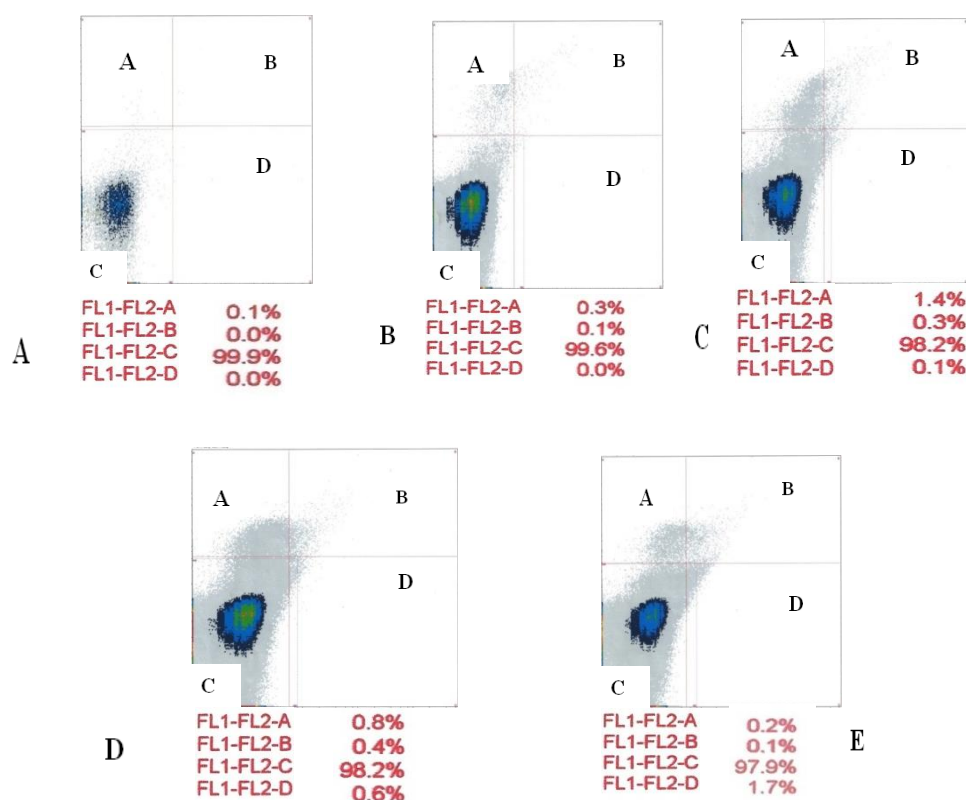 A
B
D
C
FL1-FL2-A 0.1%
FL1-FL2-B 0.0%
FL1-FL2-C 99.9%
FL1-FL2-D 0.0%
A
A
B
D
C
FL1-FL2-A 0.3%
FL1-FL2-B 0.1%
FL1-FL2-C 99.6%
FL1-FL2-D 0.0%
B
A
B
D
C
FL1-FL2-A 1.4%
FL1-FL2-B 0.3%
FL1-FL2-C 98.2%
FL1-FL2-D 0.1%
C
A
B
D
C
FL1-FL2-A 0.8%
FL1-FL2-B 0.4%
FL1-FL2-C 98.2%
FL1-FL2-D 0.6%
D
A
B
D
C
FL1-FL2-A 0.2%
FL1-FL2-B 0.1%
FL1-FL2-C 97.9%
FL1-FL2-D 1.7%
E